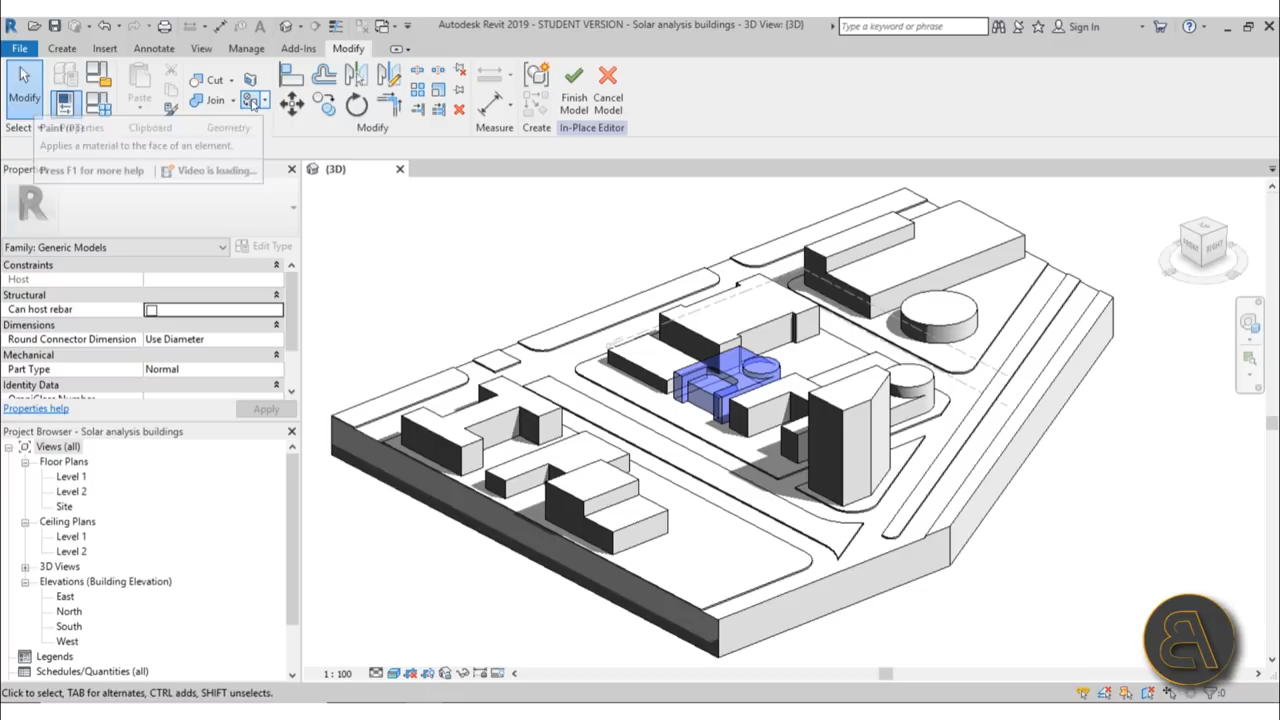 Autodesk Revit 2019 - STUDENT VERSION - Solar analysis buildings - 3D View: {3D}
Type a keyword or phrase
Sign In
File Create Insert Annotate View Manage Add-Ins Modify
Modify
Paste
Cut
Join
Finish Model
Cancel Model
Select
Properties
Clipboard
Geometry
Modify
Measure
Create
In-Place Editor
Applies a material to the face of an element.
Press F1 for more help
Video is loading...
{3D}
Family: Generic Models
Edit Type
Constraints
Host
Structural
Can host rebar
Dimensions
Round Connector Dimension Use Diameter
Mechanical
Part Type Normal
Identity Data
Properties help
Apply
Project Browser - Solar analysis buildings
Views (all)
Floor Plans
Level 1
Level 2
Site
Ceiling Plans
Level 1
Level 2
3D Views
Elevations (Building Elevation)
East
North
South
West
Legends
Schedules/Quantities (all)
FRONT
RIGHT
1 : 100
Click to select, TAB for alternates, CTRL adds, SHIFT unselects.
:0